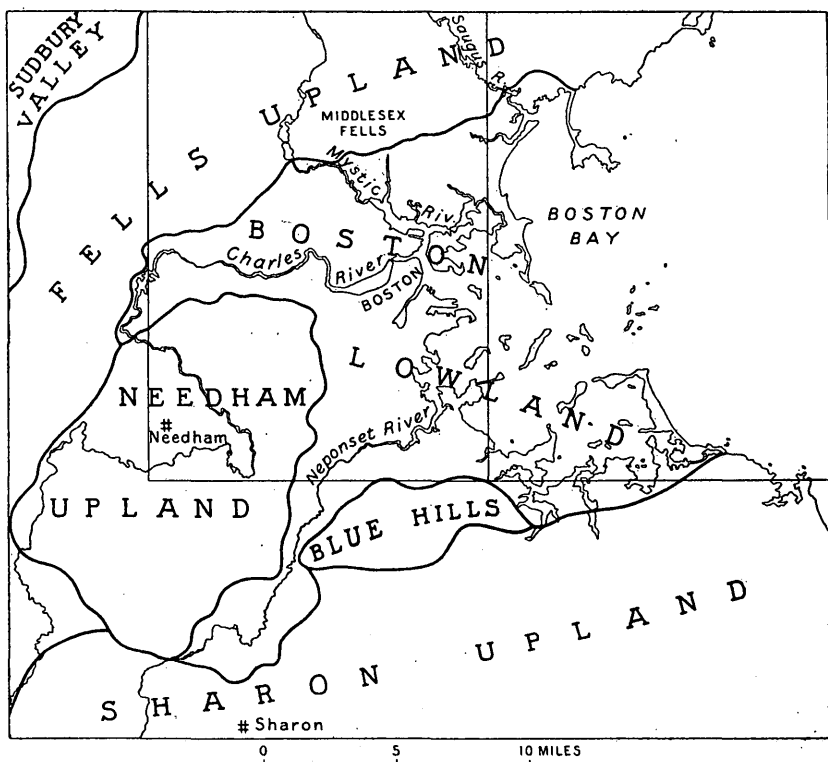 SUDBURY
VALLEY
FELLS UPLAND
Saugus R.
MIDDLESEX
FELLS
Mystic
Riv.
BOSTON
BAY
BOSTON
Charles
River
BOSTON
LOWLAND
NEEDHAM
#
Needham
Neponset River
UPLAND
BLUE HILLS
SHARON UPLAND
# Sharon
0 5 10 MILES